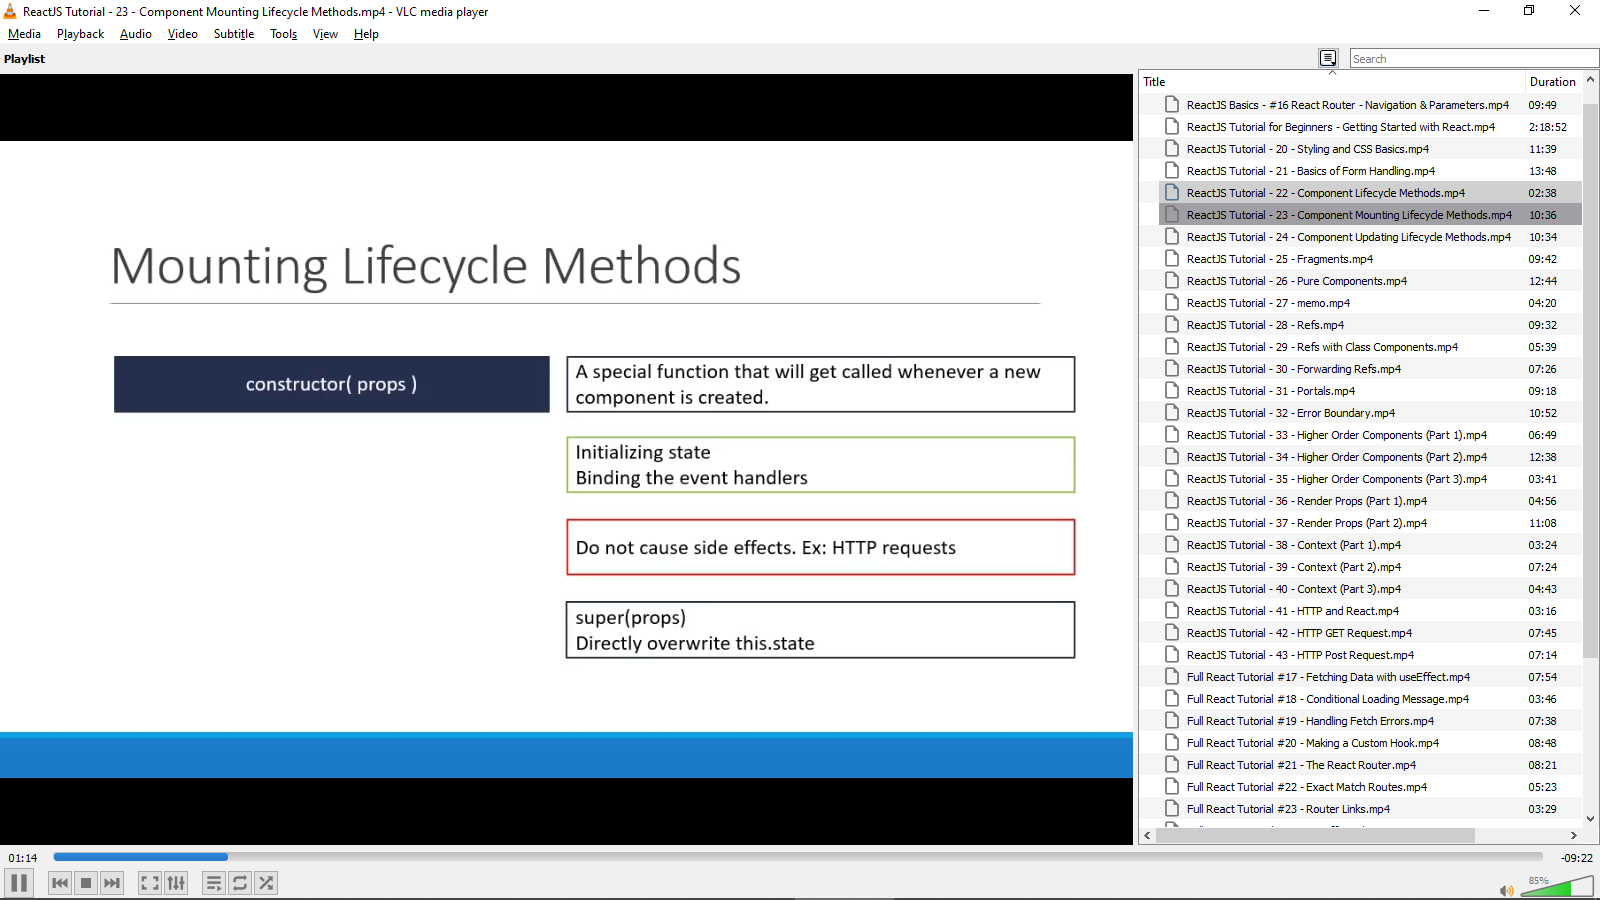 ReactJS Tutorial - 23 - Component Mounting Lifecycle Methods.mp4 - VLC media player
Media Playback Audio Video Subtitle Tools View Help
Playlist
Search
Mounting Lifecycle Methods
constructor( props )
A special function that will get called whenever a new
component is created.
Initializing state
Binding the event handlers
Do not cause side effects. Ex: HTTP requests
super(props)
Directly overwrite this.state
Title Duration
ReactJS Basics - #16 React Router - Navigation & Parameters.mp4 09:49
ReactJS Tutorial for Beginners - Getting Started with React.mp4 2:18:52
ReactJS Tutorial - 20 - Styling and CSS Basics.mp4 11:39
ReactJS Tutorial - 21 - Basics of Form Handling.mp4 13:48
ReactJS Tutorial - 22 - Component Lifecycle Methods.mp4 02:38
ReactJS Tutorial - 23 - Component Mounting Lifecycle Methods.mp4 10:36
ReactJS Tutorial - 24 - Component Updating Lifecycle Methods.mp4 10:34
ReactJS Tutorial - 25 - Fragments.mp4 09:42
ReactJS Tutorial - 26 - Pure Components.mp4 12:44
ReactJS Tutorial - 27 - memo.mp4 04:20
ReactJS Tutorial - 28 - Refs.mp4 09:32
ReactJS Tutorial - 29 - Refs with Class Components.mp4 05:39
ReactJS Tutorial - 30 - Forwarding Refs.mp4 07:26
ReactJS Tutorial - 31 - Portals.mp4 09:18
ReactJS Tutorial - 32 - Error Boundary.mp4 10:52
ReactJS Tutorial - 33 - Higher Order Components (Part 1).mp4 06:49
ReactJS Tutorial - 34 - Higher Order Components (Part 2).mp4 12:38
ReactJS Tutorial - 35 - Higher Order Components (Part 3).mp4 03:41
ReactJS Tutorial - 36 - Render Props (Part 1).mp4 04:56
ReactJS Tutorial - 37 - Render Props (Part 2).mp4 11:08
ReactJS Tutorial - 38 - Context (Part 1).mp4 03:24
ReactJS Tutorial - 39 - Context (Part 2).mp4 07:24
ReactJS Tutorial - 40 - Context (Part 3).mp4 04:43
ReactJS Tutorial - 41 - HTTP and React.mp4 03:16
ReactJS Tutorial - 42 - HTTP GET Request.mp4 07:45
ReactJS Tutorial - 43 - HTTP Post Request.mp4 07:14
Full React Tutorial #17 - Fetching Data with useEffect.mp4 07:54
Full React Tutorial #18 - Conditional Loading Message.mp4 03:46
Full React Tutorial #19 - Handling Fetch Errors.mp4 07:38
Full React Tutorial #20 - Making a Custom Hook.mp4 08:48
Full React Tutorial #21 - The React Router.mp4 08:21
Full React Tutorial #22 - Exact Match Routes.mp4 05:23
Full React Tutorial #23 - Router Links.mp4 03:29
01:14 -09:22
85%